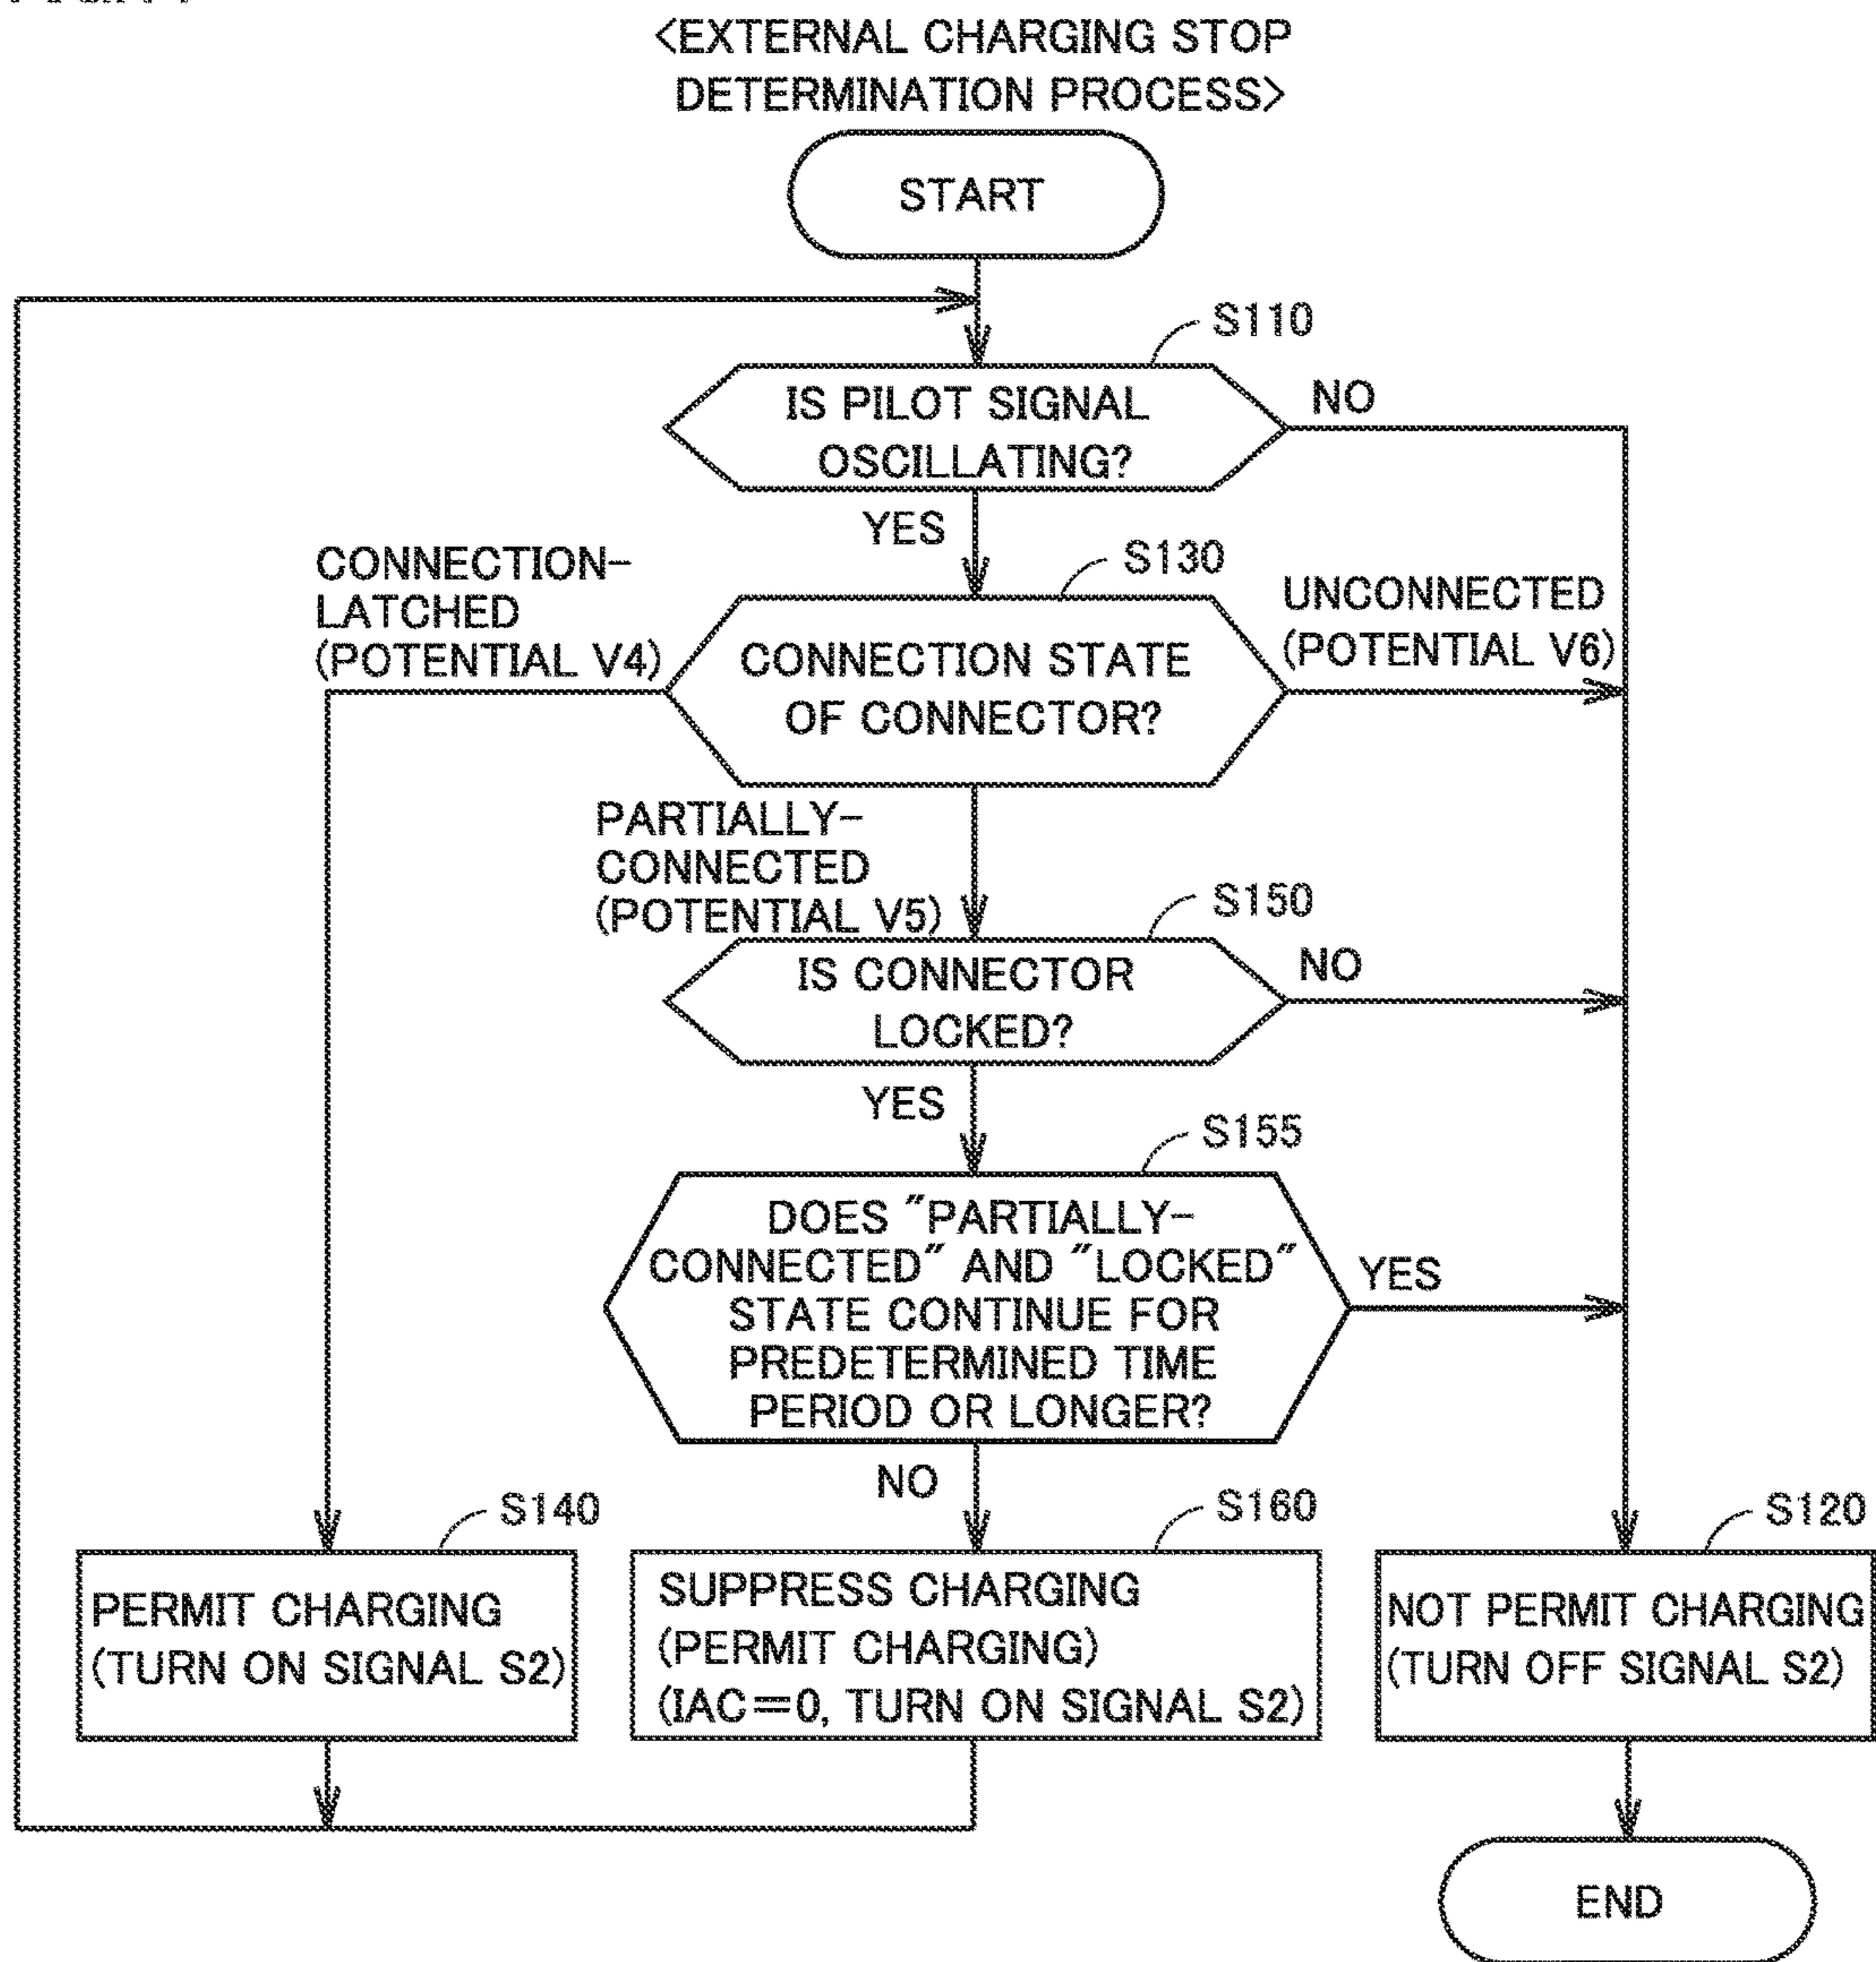 <EXTERNAL CHARGING STOP
DETERMINATION PROCESS>
START
S110
IS PILOT SIGNAL
OSCILLATING?
NO
YES
S130
CONNECTION-
LATCHED
(POTENTIAL V4)
CONNECTION STATE
OF CONNECTOR?
UNCONNECTED
(POTENTIAL V6)
PARTIALLY-
CONNECTED
(POTENTIAL V5)
S150
IS CONNECTOR
LOCKED?
NO
YES
S155
DOES "PARTIALLY-
CONNECTED" AND "LOCKED"
STATE CONTINUE FOR
PREDETERMINED TIME
PERIOD OR LONGER?
YES
NO
S140
PERMIT CHARGING
(TURN ON SIGNAL S2)
S160
SUPPRESS CHARGING
(PERMIT CHARGING)
(IAC=0, TURN ON SIGNAL S2)
S120
NOT PERMIT CHARGING
(TURN OFF SIGNAL S2)
END